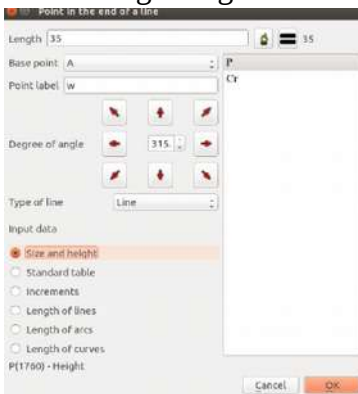 Point in the end of a line
Length 35 35
Base point A P
Point label w Cr
Degree of angle 315.
Type of line Line
Input data
Size and height
Standard table
Increments
Length of lines
Length of arcs
Length of curves
P(1760) - Height
Cancel OK